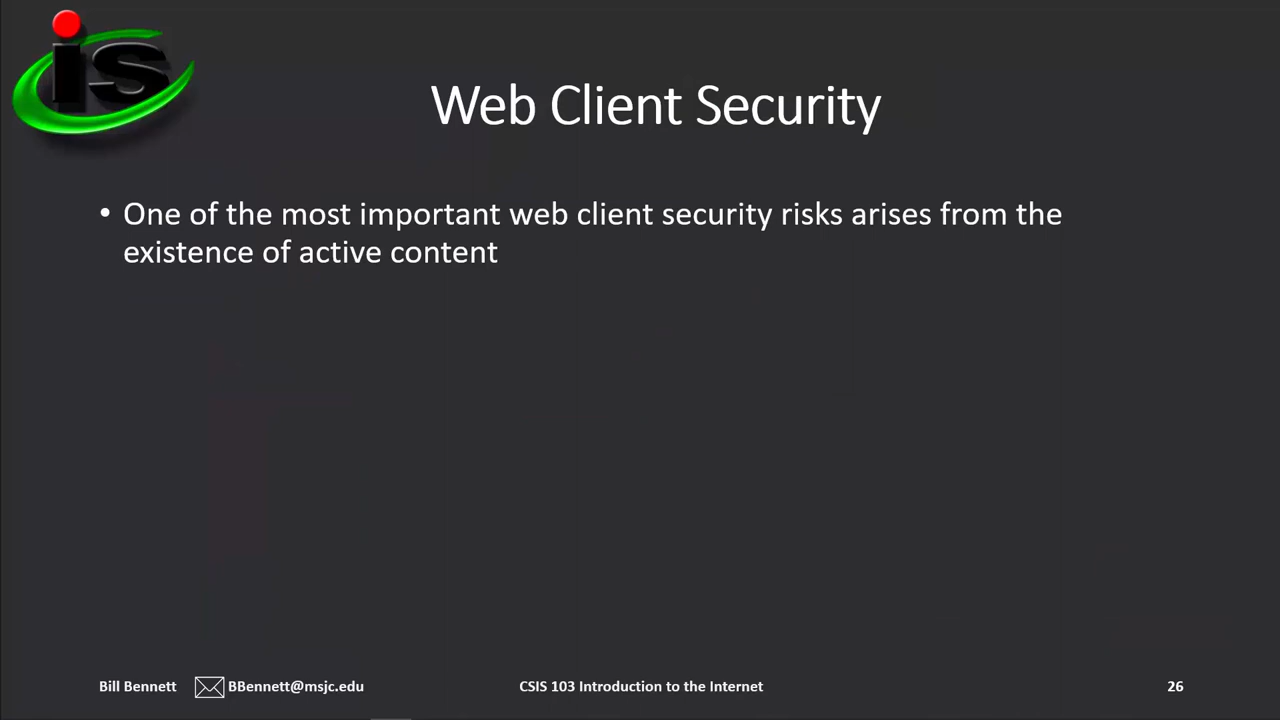 is
Web Client Security
• One of the most important web client security risks arises from the
existence of active content
Bill Bennett BBennett@msjc.edu CSIS 103 Introduction to the Internet 26